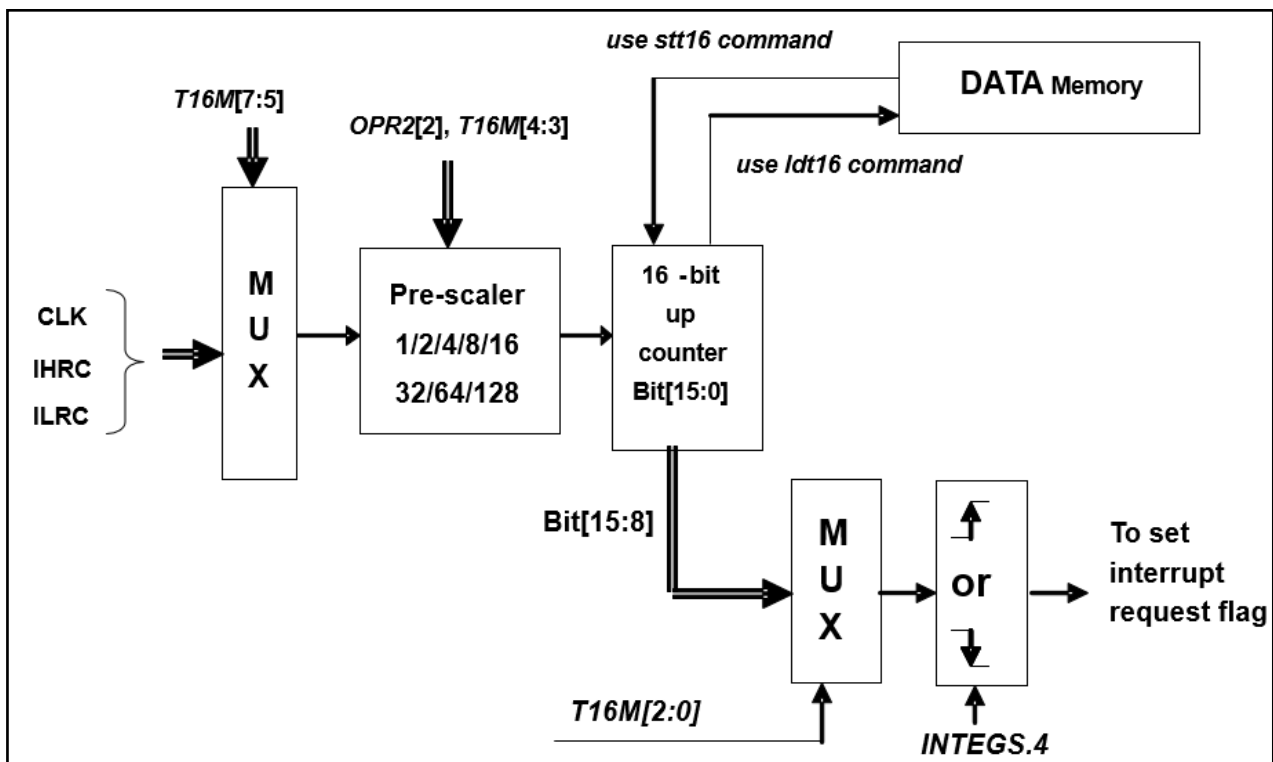 use stt16 command
DATA Memory
T16M[7:5]
OPR2[2], T16M[4:3]
use ldt16 command
M
U
X
CLK
IHRC
ILRC
Pre-scaler
1/2/4/8/16
32/64/128
16 -bit
up
counter
Bit[15:0]
Bit[15:8]
M
U
X
or
To set
interrupt
request flag
T16M[2:0]
INTEGS.4